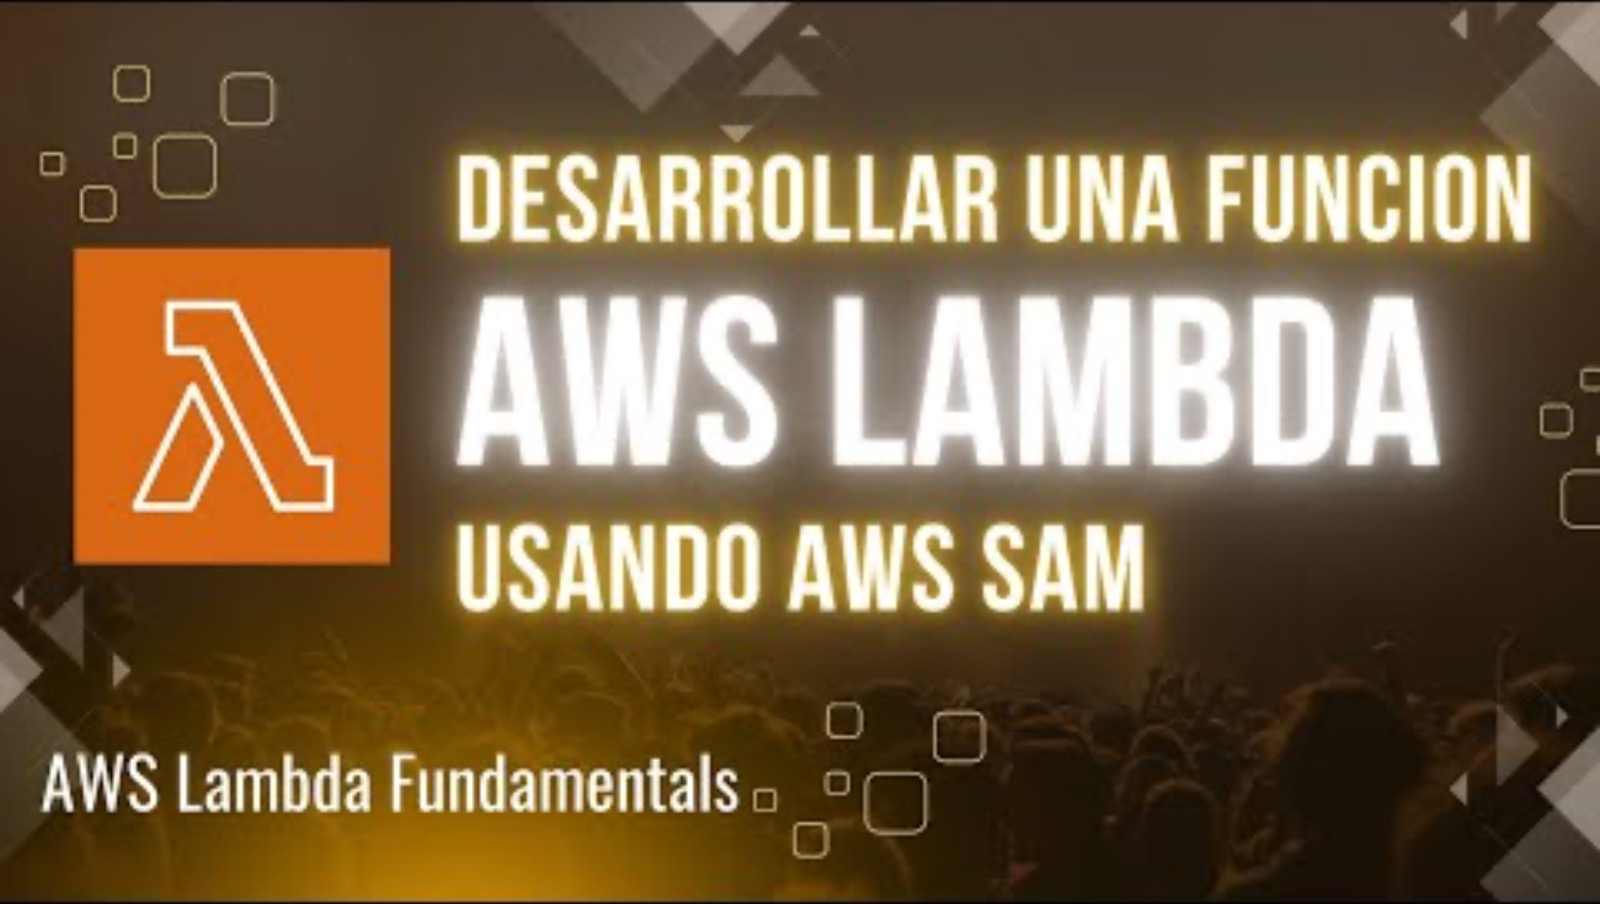 DESARROLLAR UNA FUNCION
AWS LAMBDA
USANDO AWS SAM
AWS Lambda Fundamentals